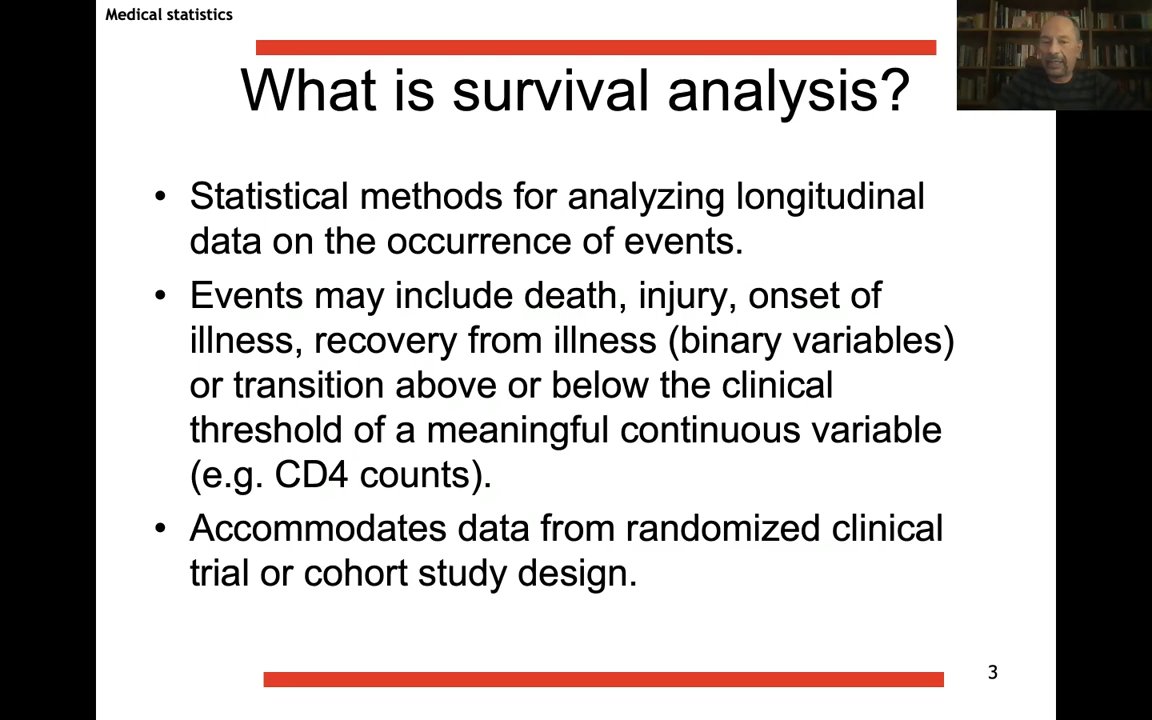 Medical statistics
What is survival analysis?
• Statistical methods for analyzing longitudinal
data on the occurrence of events.
• Events may include death, injury, onset of
illness, recovery from illness (binary variables)
or transition above or below the clinical
threshold of a meaningful continuous variable
(e.g. CD4 counts).
• Accommodates data from randomized clinical
trial or cohort study design.
3